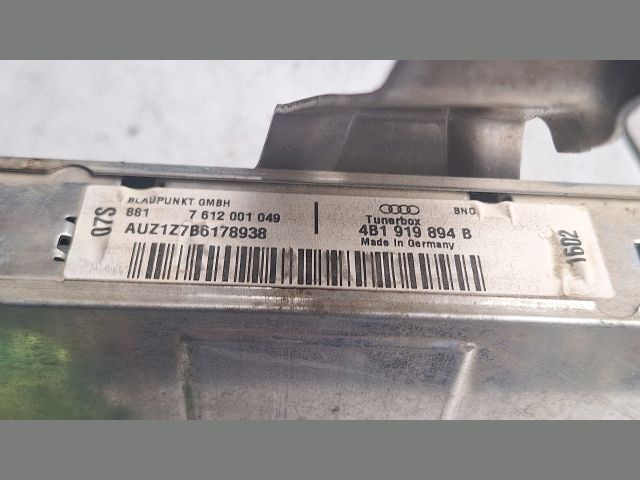 07S
BLAUPUNKT GMBH
881 7 612 001 049
AUZ1Z7B6178938
BNO
Tunerbox
4B1 919 894 B
Made in Germany
1602